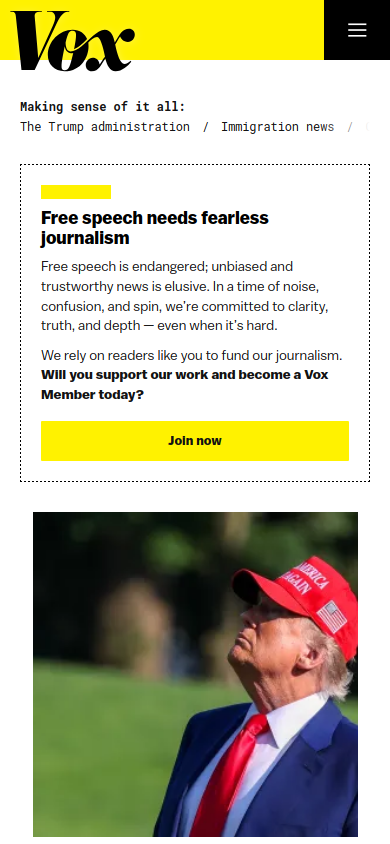 Vox
Making sense of it all:
The Trump administration / Immigration news /
Free speech needs fearless
journalism
Free speech is endangered; unbiased and
trustworthy news is elusive. In a time of noise,
confusion, and spin, we’re committed to clarity,
truth, and depth — even when it’s hard.
We rely on readers like you to fund our journalism.
Will you support our work and become a Vox
Member today?
Join now
AMERICA
AGAIN